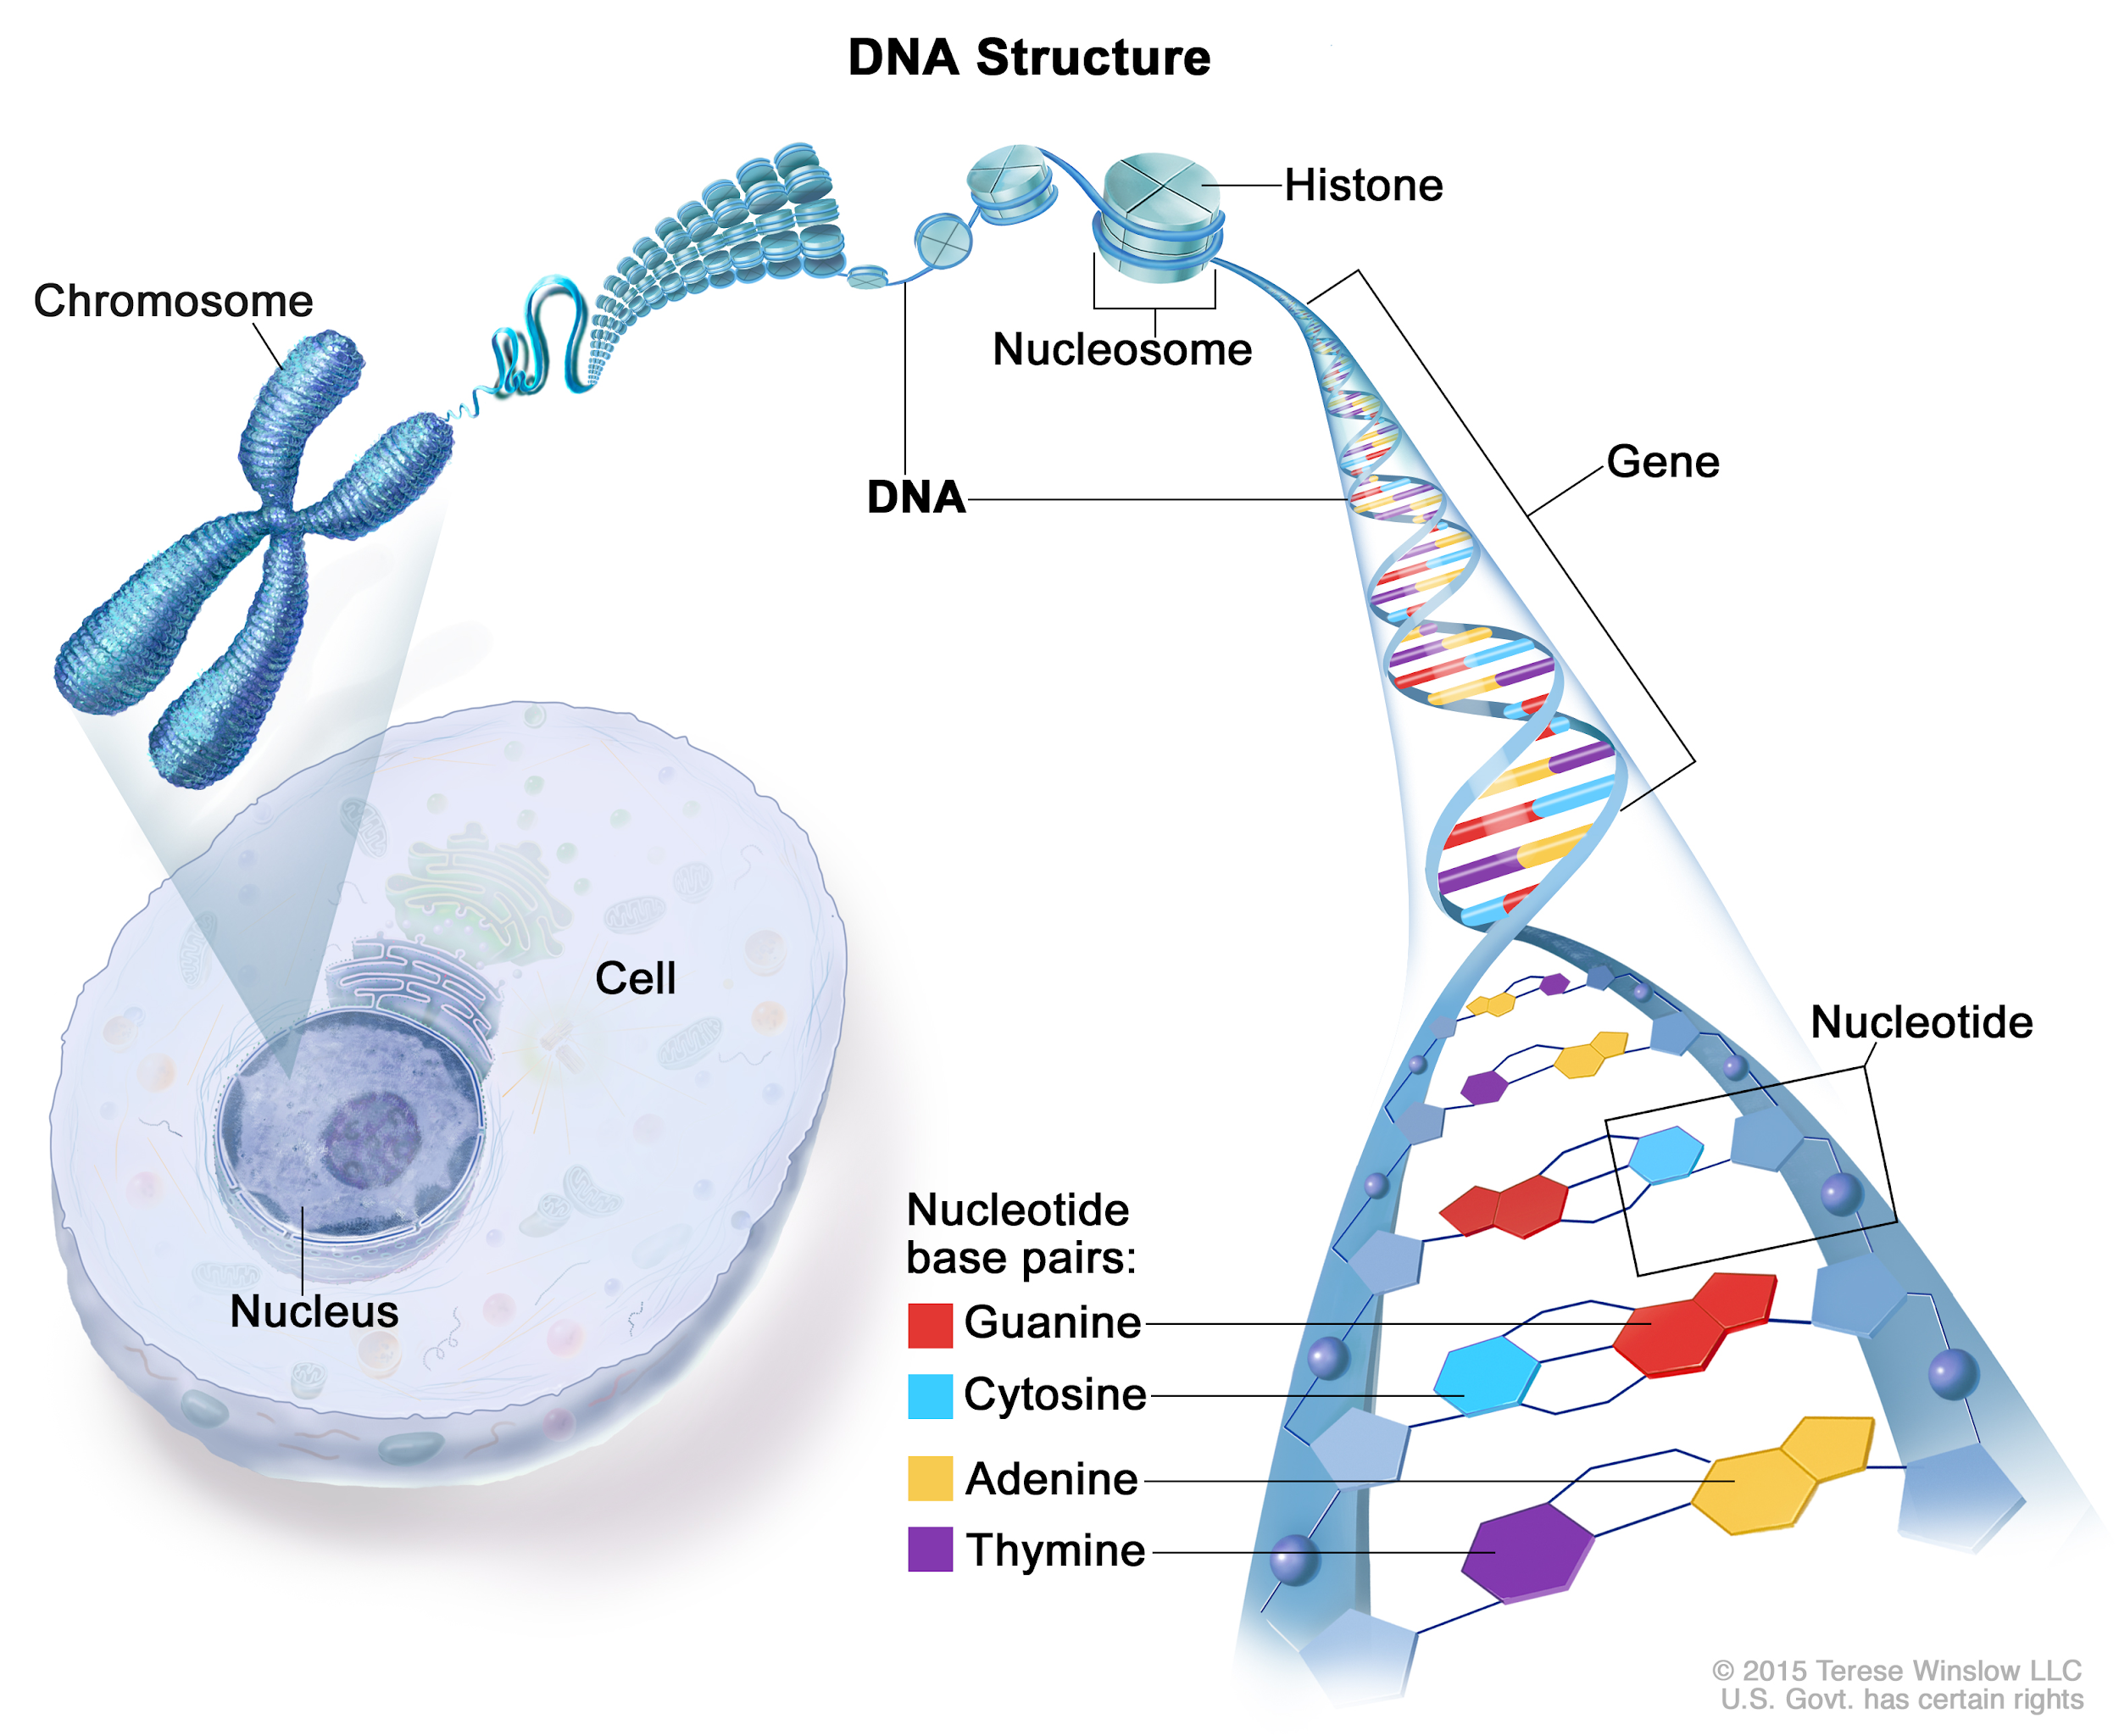 DNA Structure
Histone
Chromosome
Nucleosome
Gene
DNA
Cell
Nucleotide
Nucleus
Nucleotide
base pairs:
Guanine
Cytosine
Adenine
Thymine
© 2015 Terese Winslow LLC
U.S. Govt. has certain rights